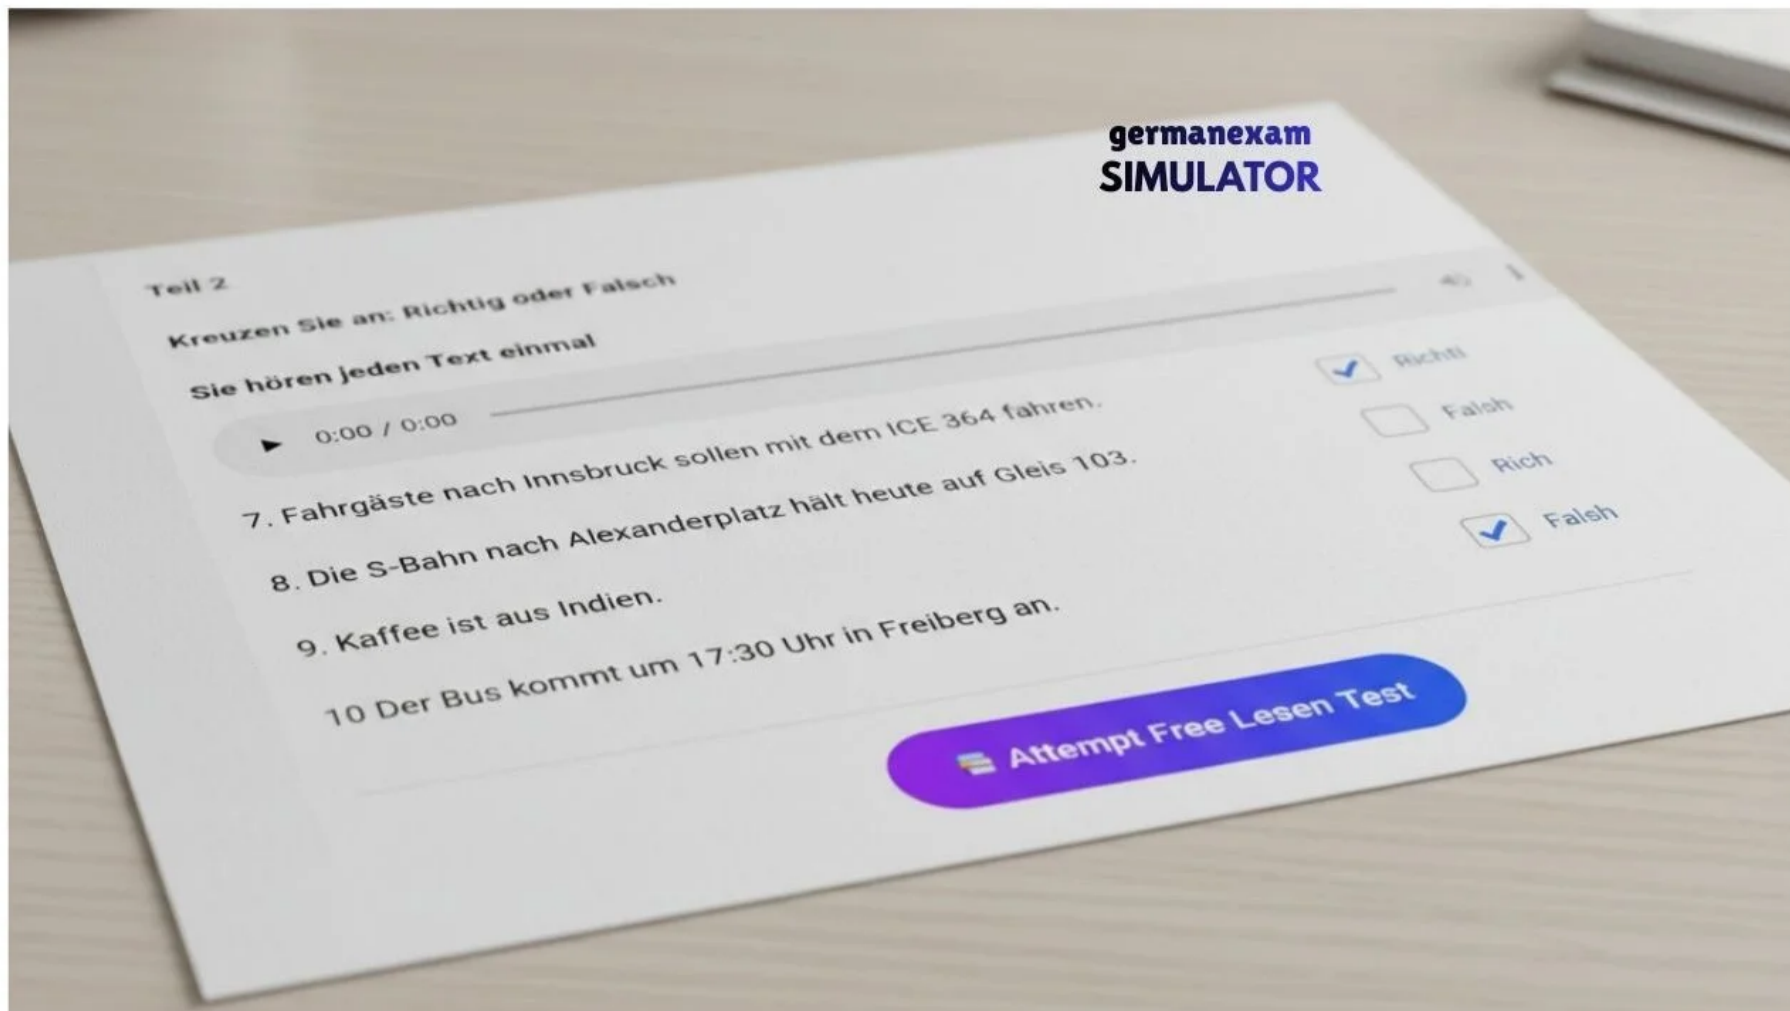 germanexam
SIMULATOR
Teil 2
Kreuzen Sie an: Richtig oder Falsch
Sie hören jeden Text einmal
0:00 / 0:00
7. Fahrgäste nach Innsbruck sollen mit dem ICE 364 fahren.
Richti
8. Die S-Bahn nach Alexanderplatz hält heute auf Gleis 103.
Falsh
9. Kaffee ist aus Indien.
Rich
10 Der Bus kommt um 17:30 Uhr in Freiberg an.
Falsh
Attempt Free Lesen Test